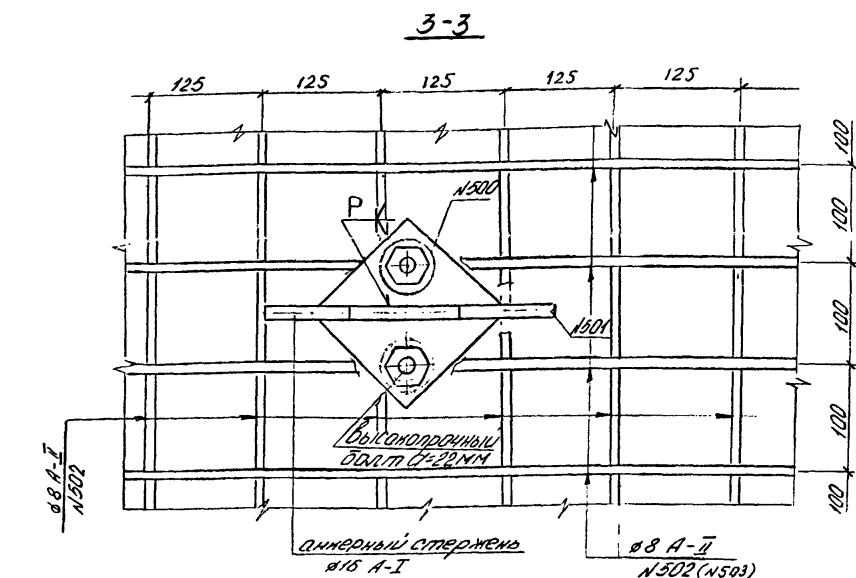 3-3
125 125 125 125 125
100
100
100
100
100
P
N500
N501
Высокопрочный
болт d=22мм
ø8 А-II
N502
анкерный стержень
ø16 А-I
ø8 А-II
N502(N503)